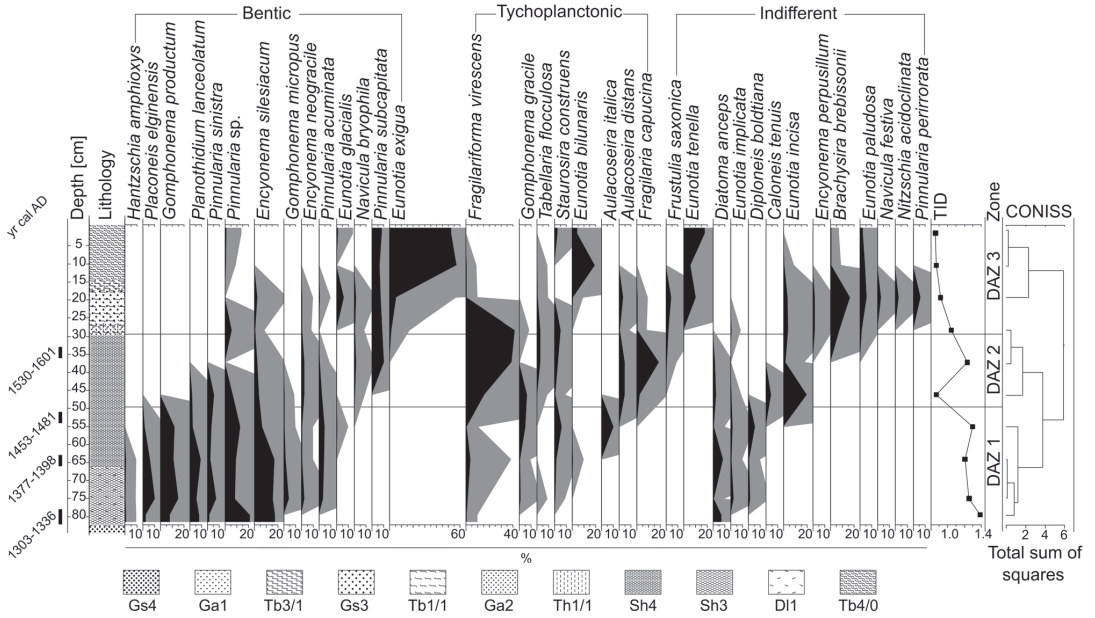 Bentic Tychoplanctonic Indifferent
yr cal AD
Depth [cm]
Lithology
Hantzschia amphioxys
Placoneis elginensis
Gomphonema productum
Planothidium lanceolatum
Pinnularia sinistra
Pinnularia sp.
Encyonema silesiacum
Gomphonema micropus
Encyonema neogracile
Pinnularia acuminata
Eunotia glacialis
Navicula bryophila
Pinnularia subcapitata
Eunotia exigua
Fragilariforma virescens
Gomphonema gracile
Tabellaria flocculosa
Staurosira construens
Eunotia bilunaris
Aulacoseira italica
Aulacoseira distans
Fragilaria capucina
Frustulia saxonica
Eunotia tenella
Diatoma anceps
Eunotia implicata
Diploneis boldtiana
Caloneis tenuis
Eunotia incisa
Encyonema perpusillum
Brachysira brebissonii
Eunotia paludosa
Navicula festiva
Nitzschia acidoclinata
Pinnularia perirrorata
TID
Zone
CONISS
5
10
15
20
25
30
35
40
45
50
55
60
65
70
75
80
1530-1601
1453-1481
1377-1398
1303-1336
DAZ 3
DAZ 2
DAZ 1
10 10 20 10 10 20 20 10 10 10 10 10 10 60 40 10 10 10 20 10 10 20 10 20 10 10 10 10 20 10 20 10 10 10 10 1.0 1.4 2 4 6
%
Total sum of
squares
Gs4 Ga1 Tb3/1 Gs3 Tb1/1 Ga2 Th1/1 Sh4 Sh3 Dl1 Tb4/0